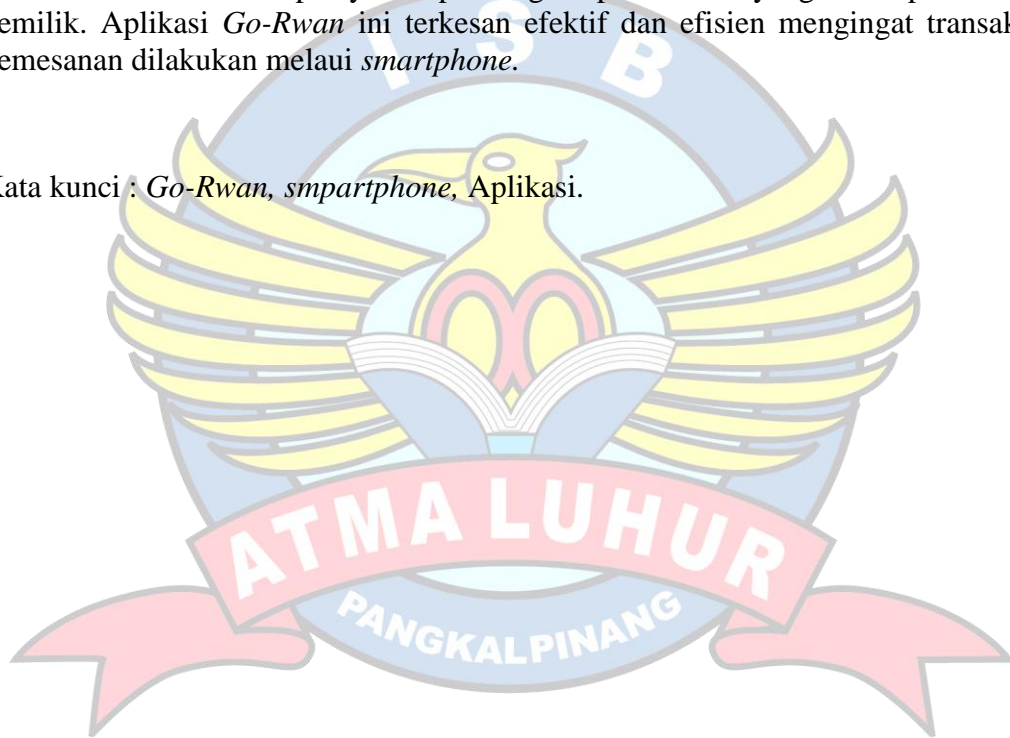 emilik. Aplikasi Go-Rwan ini terkesan efektif dan efisien mengingat transak
emesanan dilakukan melaui smartphone.
Kata kunci : Go-Rwan, smpartphone, Aplikasi.
I S B
ATMA LUHUR
PANGKALPINANG